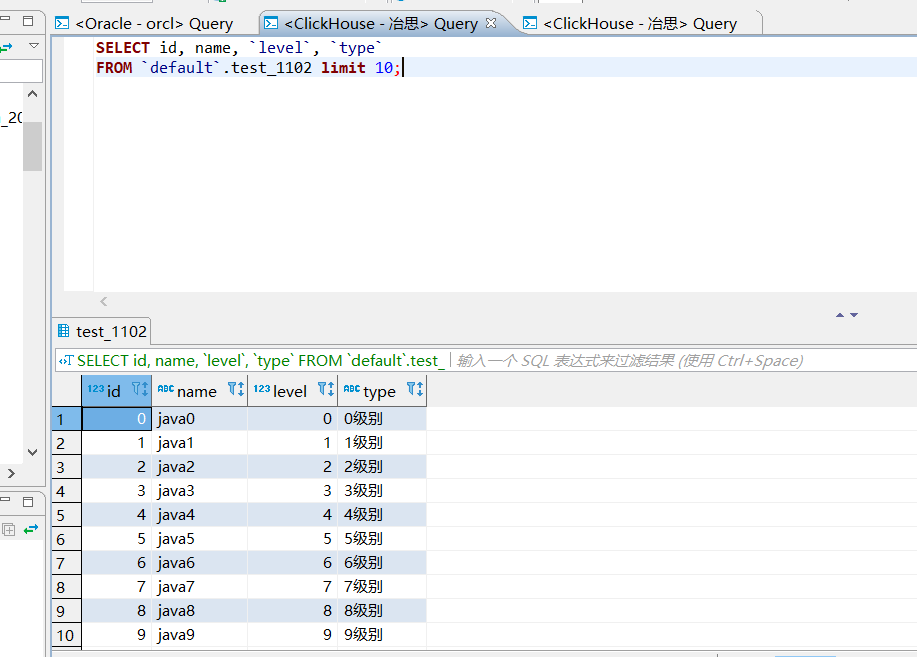 <Oracle - orcl> Query
<ClickHouse - 冶思> Query
<ClickHouse - 冶思> Query
_20
SELECT id, name, `level`, `type`
FROM `default`.test_1102 limit 10;
test_1102
SELECT id, name, `level`, `type` FROM `default`.test_ 输入一个 SQL 表达式来过滤结果 (使用 Ctrl+Space)
123 id ABC name 123 level ABC type
1 0 java0 0 0级别
2 1 java1 1 1级别
3 2 java2 2 2级别
4 3 java3 3 3级别
5 4 java4 4 4级别
6 5 java5 5 5级别
7 6 java6 6 6级别
8 7 java7 7 7级别
9 8 java8 8 8级别
10 9 java9 9 9级别